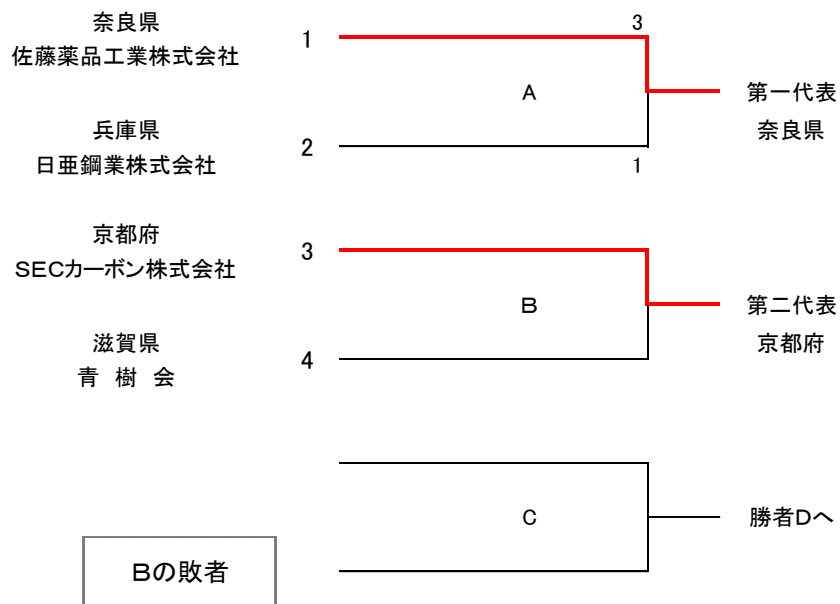 奈良県
佐藤薬品工業株式会社
1
3
A
第一代表
奈良県
兵庫県
日亜鋼業株式会社
2
1
京都府
SECカーボン株式会社
3
B
第二代表
京都府
滋賀県
青 樹 会
4
C
勝者Dへ
Bの敗者